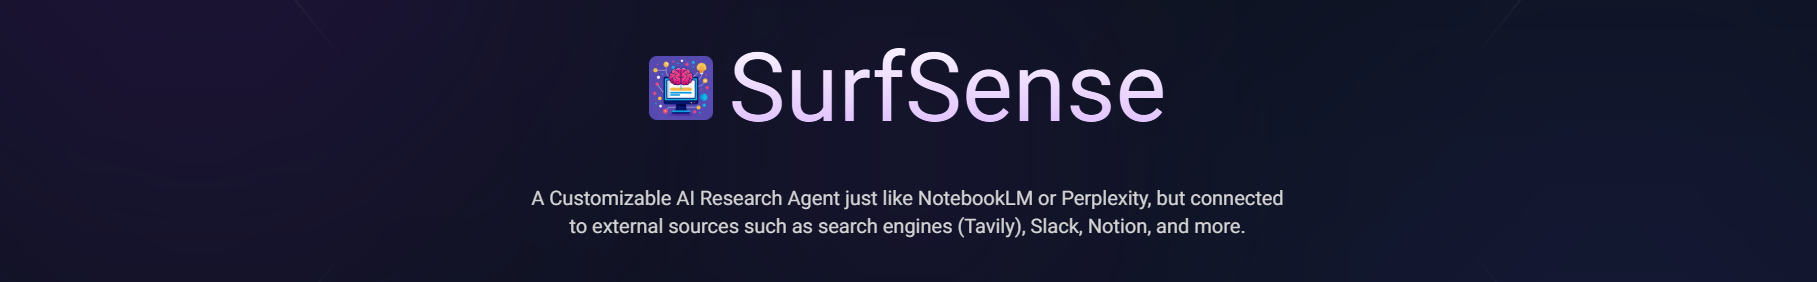 SurfSense
A Customizable AI Research Agent just like NotebookLM or Perplexity, but connected
to external sources such as search engines (Tavily), Slack, Notion, and more.